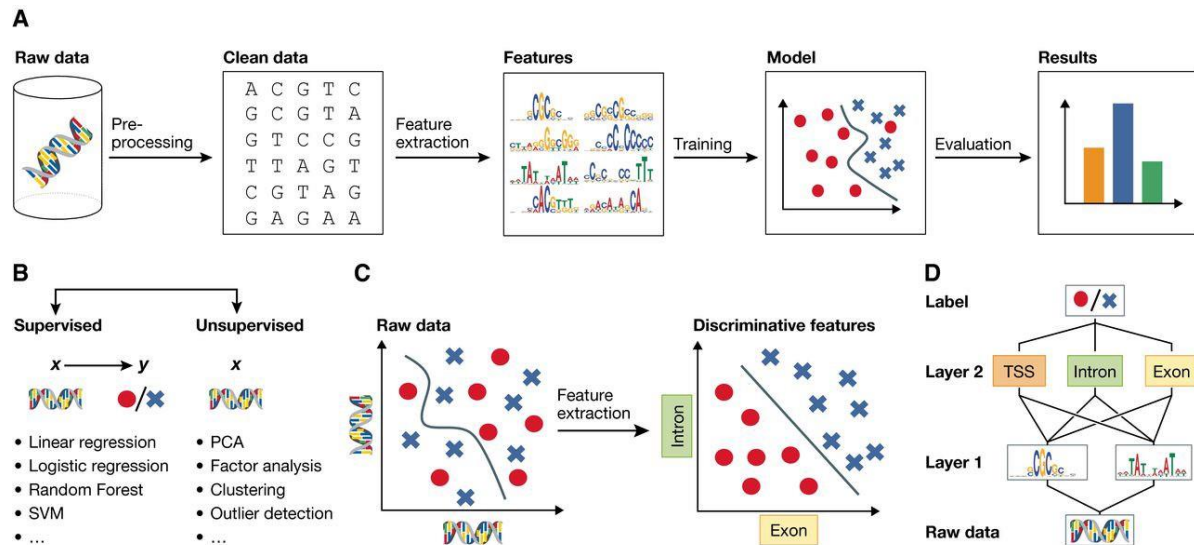 A
Raw data
Clean data
Features
Model
Results
Pre-
processing
A C G T C
G C G T A
G T C C G
T T A G T
C G T A G
G A G A A
Feature
extraction
Training
Evaluation
B
Supervised
Unsupervised
x
y
x
/
• Linear regression
• Logistic regression
• Random Forest
• SVM
• ...
• PCA
• Factor analysis
• Clustering
• Outlier detection
• ...
C
Raw data
Feature
extraction
Discriminative features
Intron
Exon
D
Label
/
Layer 2
TSS
Intron
Exon
Layer 1
Raw data